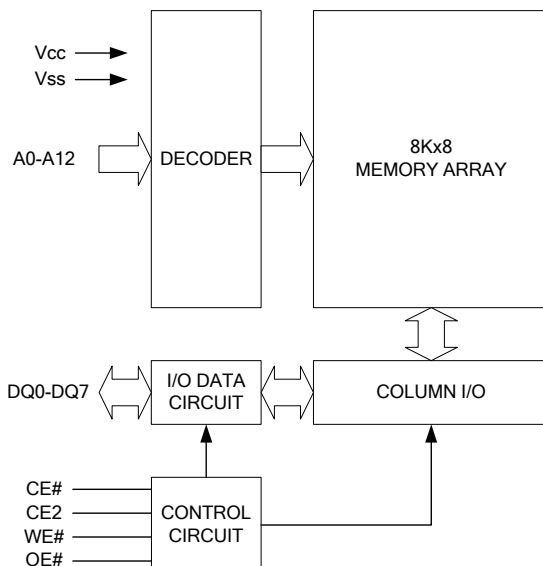 Vcc
Vss
A0-A12
DECODER
8Kx8
MEMORY ARRAY
DQ0-DQ7
I/O DATA
CIRCUIT
COLUMN I/O
CE#
CE2
WE#
OE#
CONTROL
CIRCUIT